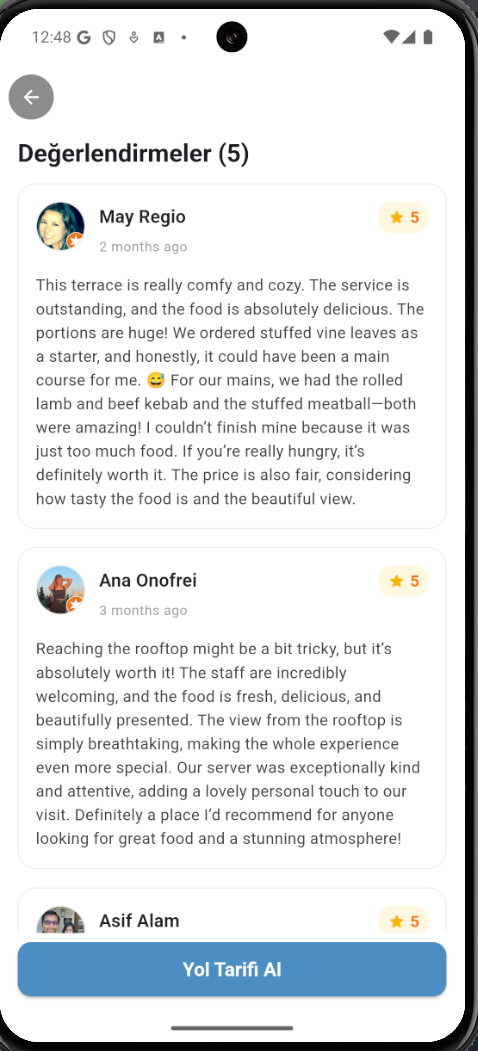 12:48
Değerlendirmeler (5)
May Regio
5
2 months ago
This terrace is really comfy and cozy. The service is
outstanding, and the food is absolutely delicious. The
portions are huge! We ordered stuffed vine leaves as
a starter, and honestly, it could have been a main
course for me. 😅 For our mains, we had the rolled
lamb and beef kebab and the stuffed meatball—both
were amazing! I couldn’t finish mine because it was
just too much food. If you’re really hungry, it’s
definitely worth it. The price is also fair, considering
how tasty the food is and the beautiful view.
Ana Onofrei
5
3 months ago
Reaching the rooftop might be a bit tricky, but it’s
absolutely worth it! The staff are incredibly
welcoming, and the food is fresh, delicious, and
beautifully presented. The view from the rooftop is
simply breathtaking, making the whole experience
even more special. Our server was exceptionally kind
and attentive, adding a lovely personal touch to our
visit. Definitely a place I’d recommend for anyone
looking for great food and a stunning atmosphere!
Asif Alam
5
Yol Tarifi Al